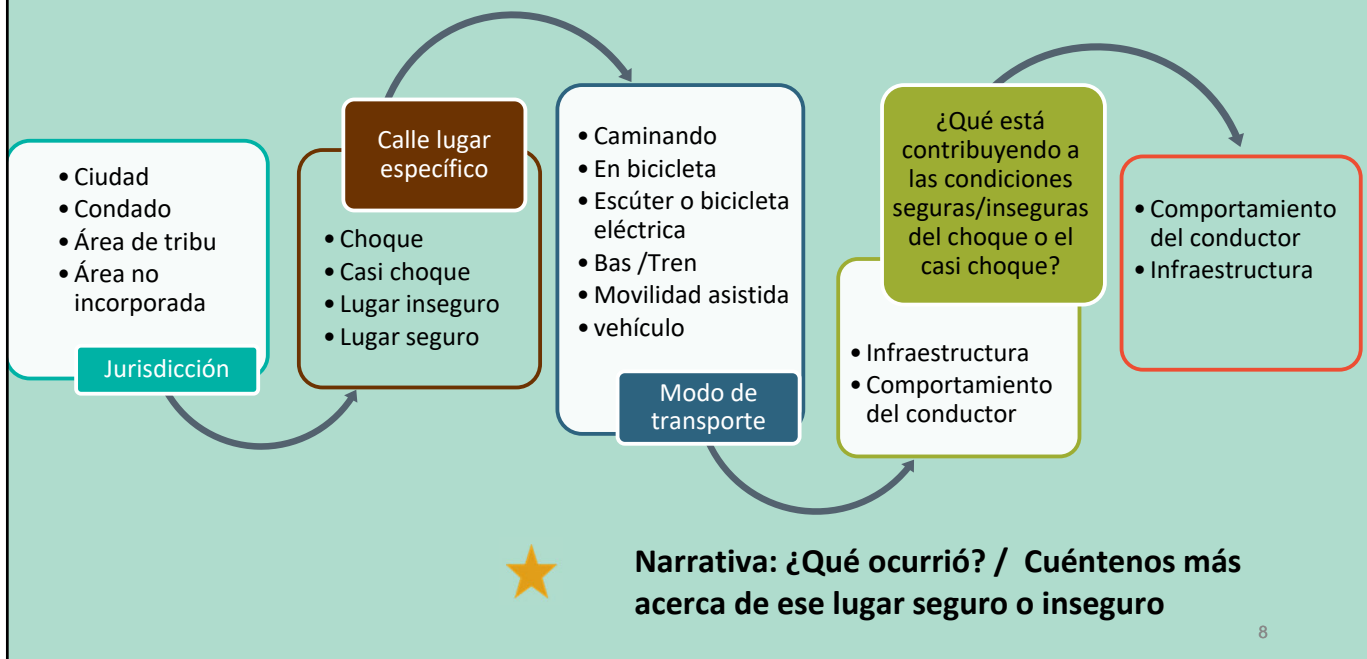 • Ciudad
• Condado
• Área de tribu
• Área no
incorporada
Jurisdicción
Calle lugar
específico
• Choque
• Casi choque
• Lugar inseguro
• Lugar seguro
• Caminando
• En bicicleta
• Escúter o bicicleta
eléctrica
• Bas /Tren
• Movilidad asistida
• vehículo
Modo de
transporte
¿Qué está
contribuyendo a
las condiciones
seguras/inseguras
del choque o el
casi choque?
• Infraestructura
• Comportamiento
del conductor
• Comportamiento
del conductor
• Infraestructura
Narrativa: ¿Qué ocurrió? / Cuéntenos más
acerca de ese lugar seguro o inseguro
8